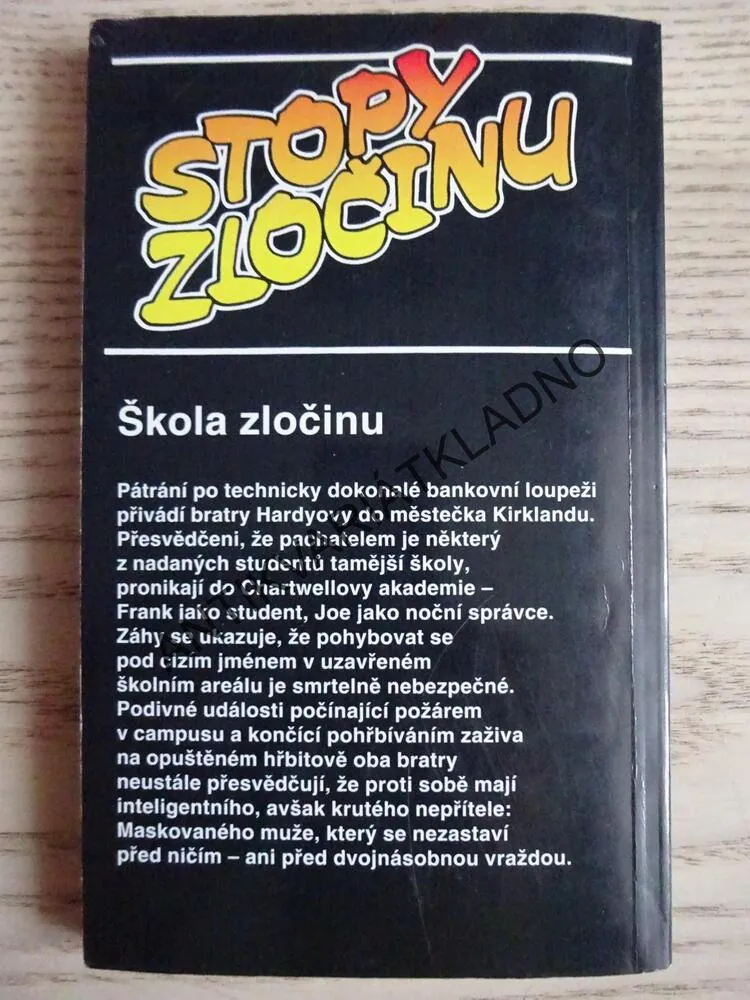 STOPY
ZLOČINU
Škola zločinu
Pátrání po technicky dokonalé bankovní loupeži
přivádí bratry Hardyovy do městečka Kirklandu.
Přesvědčeni, že pachatelem je některý
z nadaných studentů tamější školy,
pronikají do Chartwellovy akademie –
Frank jako student, Joe jako noční správce.
Záhy se ukazuje, že pohybovat se
pod cizím jménem v uzavřeném
školním areálu je smrtelně nebezpečné.
Podivné události počínající požárem
v campusu a končící pohřbíváním zaživa
na opuštěném hřbitově oba bratry
neustále přesvědčují, že proti sobě mají
inteligentního, avšak krutého nepřítele:
Maskovaného muže, který se nezastaví
před ničím – ani před dvojnásobnou vraždou.
ANTIKVARIÁTKLADNO